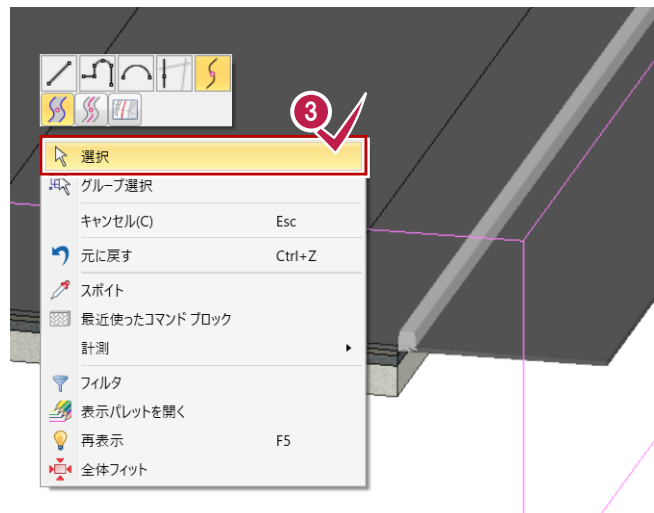 3
選択
グループ選択
キャンセル(C) Esc
元に戻す Ctrl+Z
スポイト
最近使ったコマンド ブロック
計測
フィルタ
表示パレットを開く
再表示 F5
全体フィット